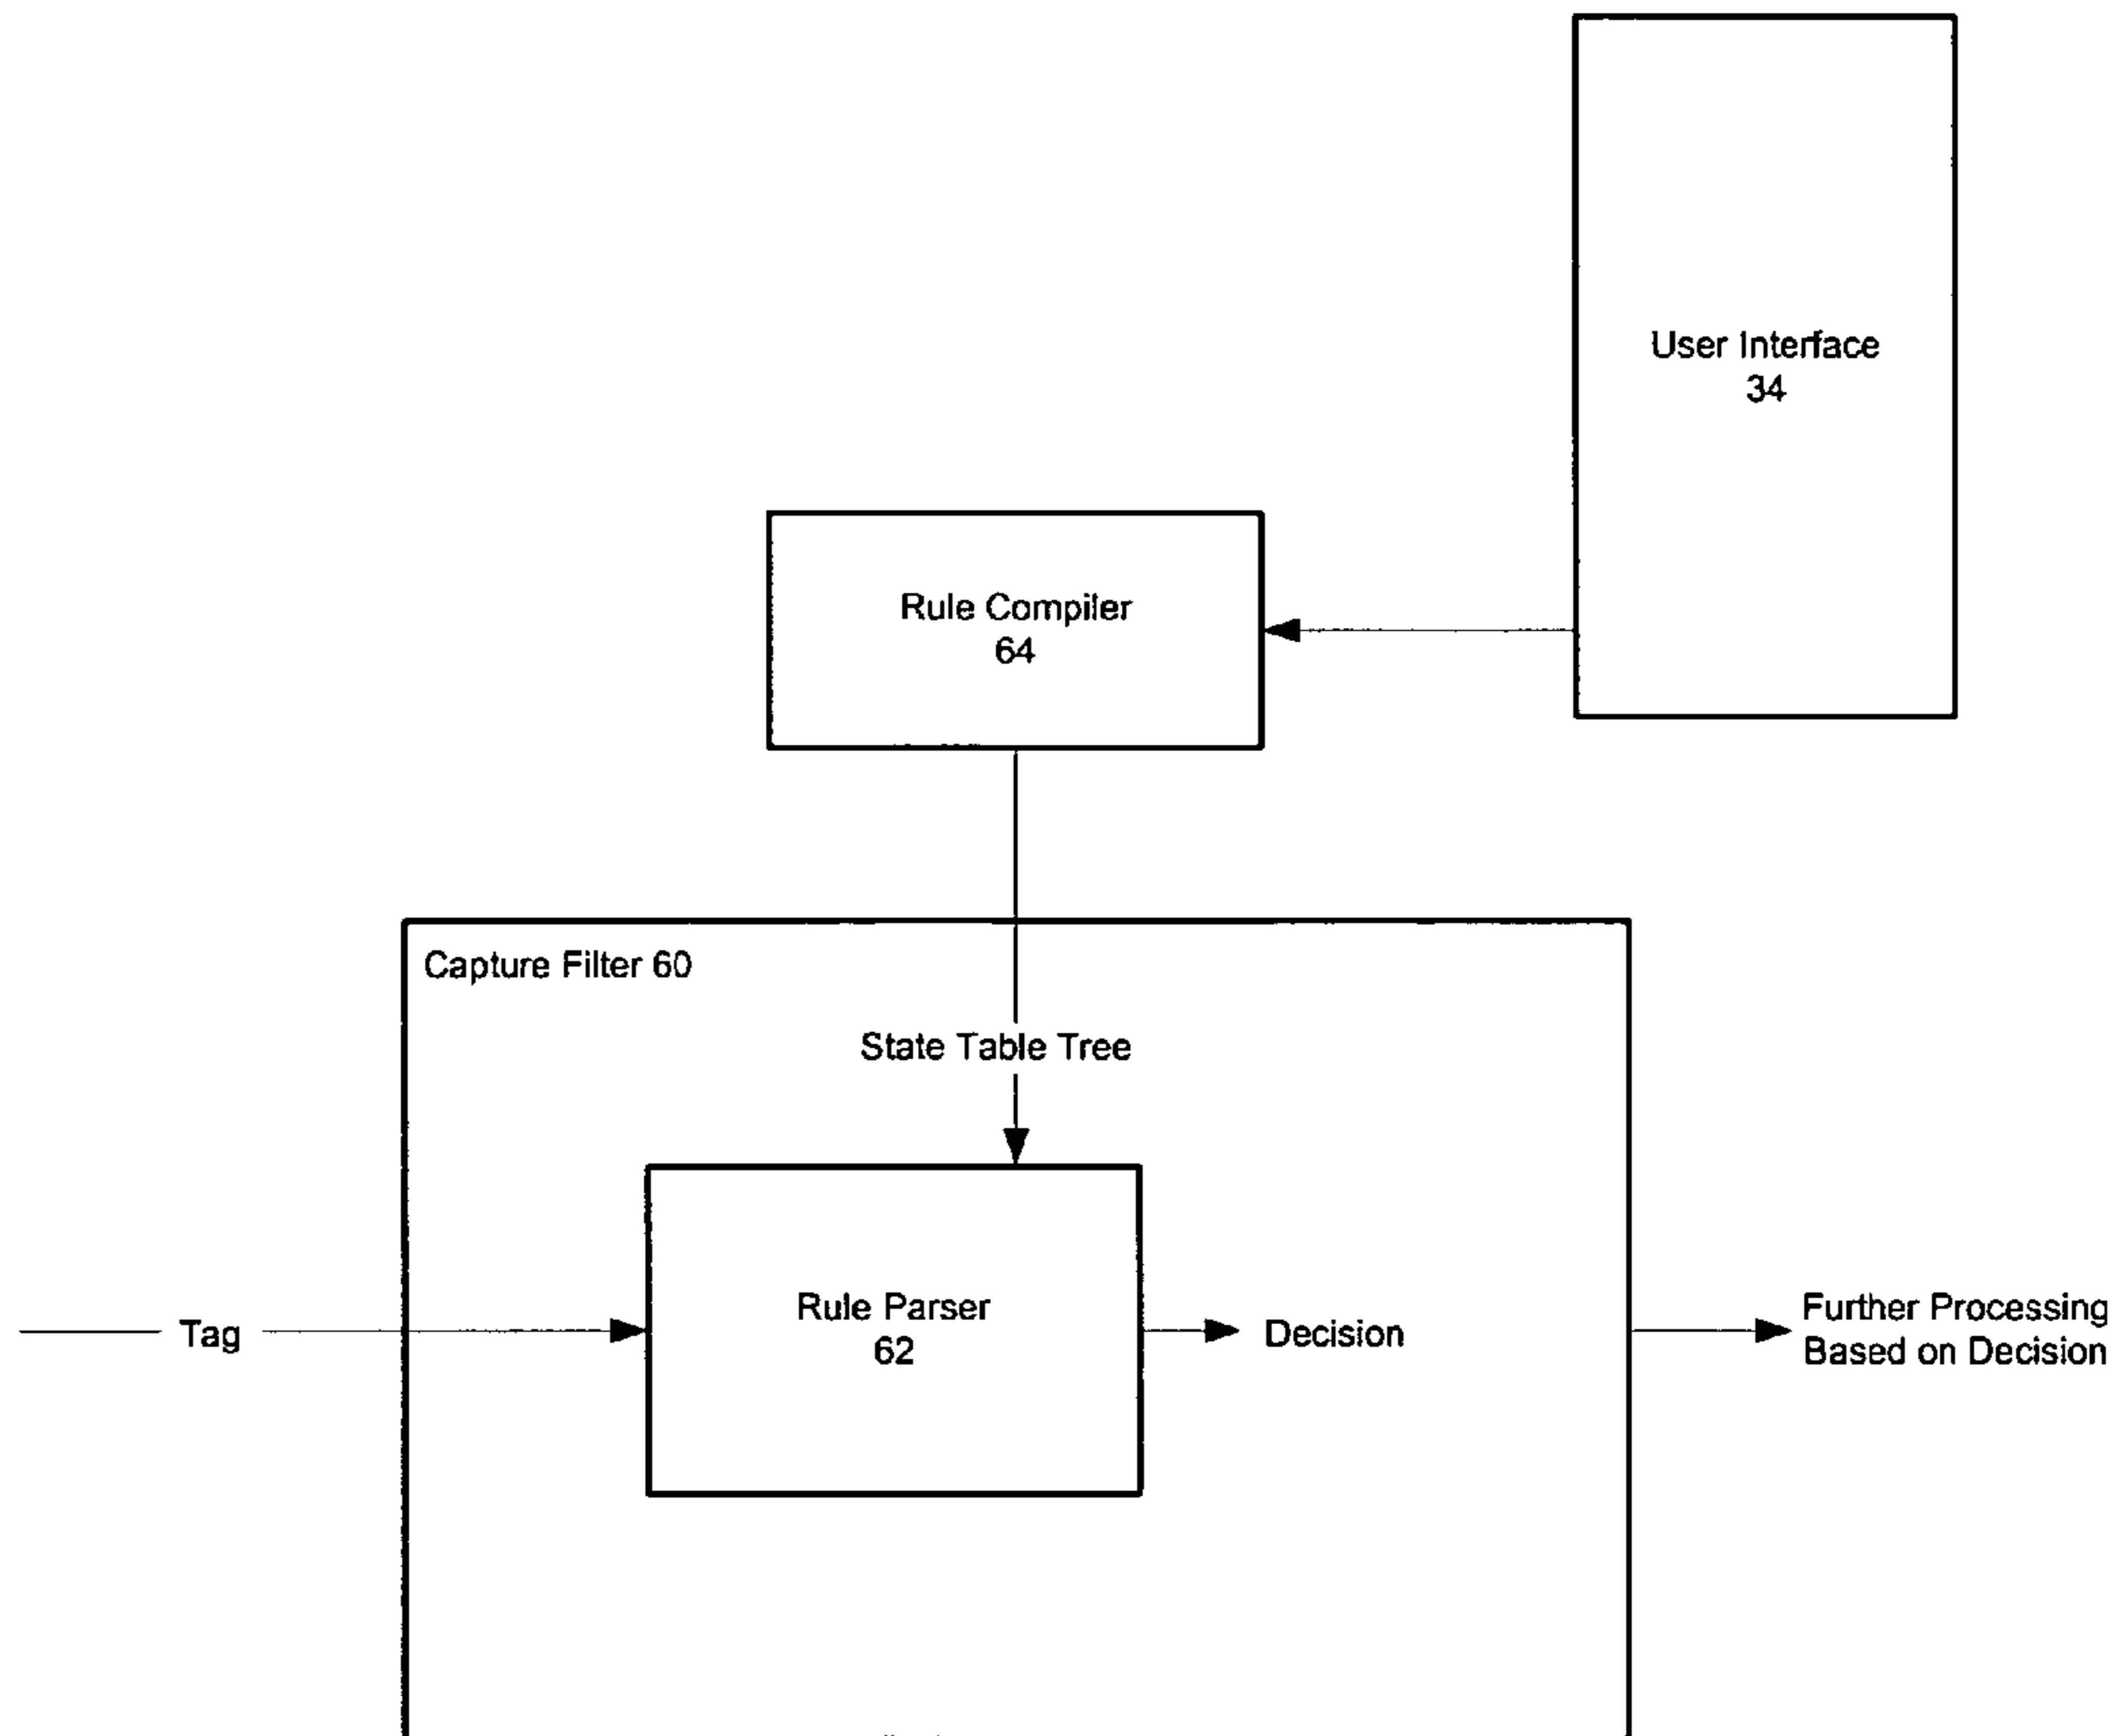 User Interface
34
Rule Compiler
64
Capture Filter 60
State Table Tree
Tag
Rule Parser
62
Decision
Further Processing
Based on Decision